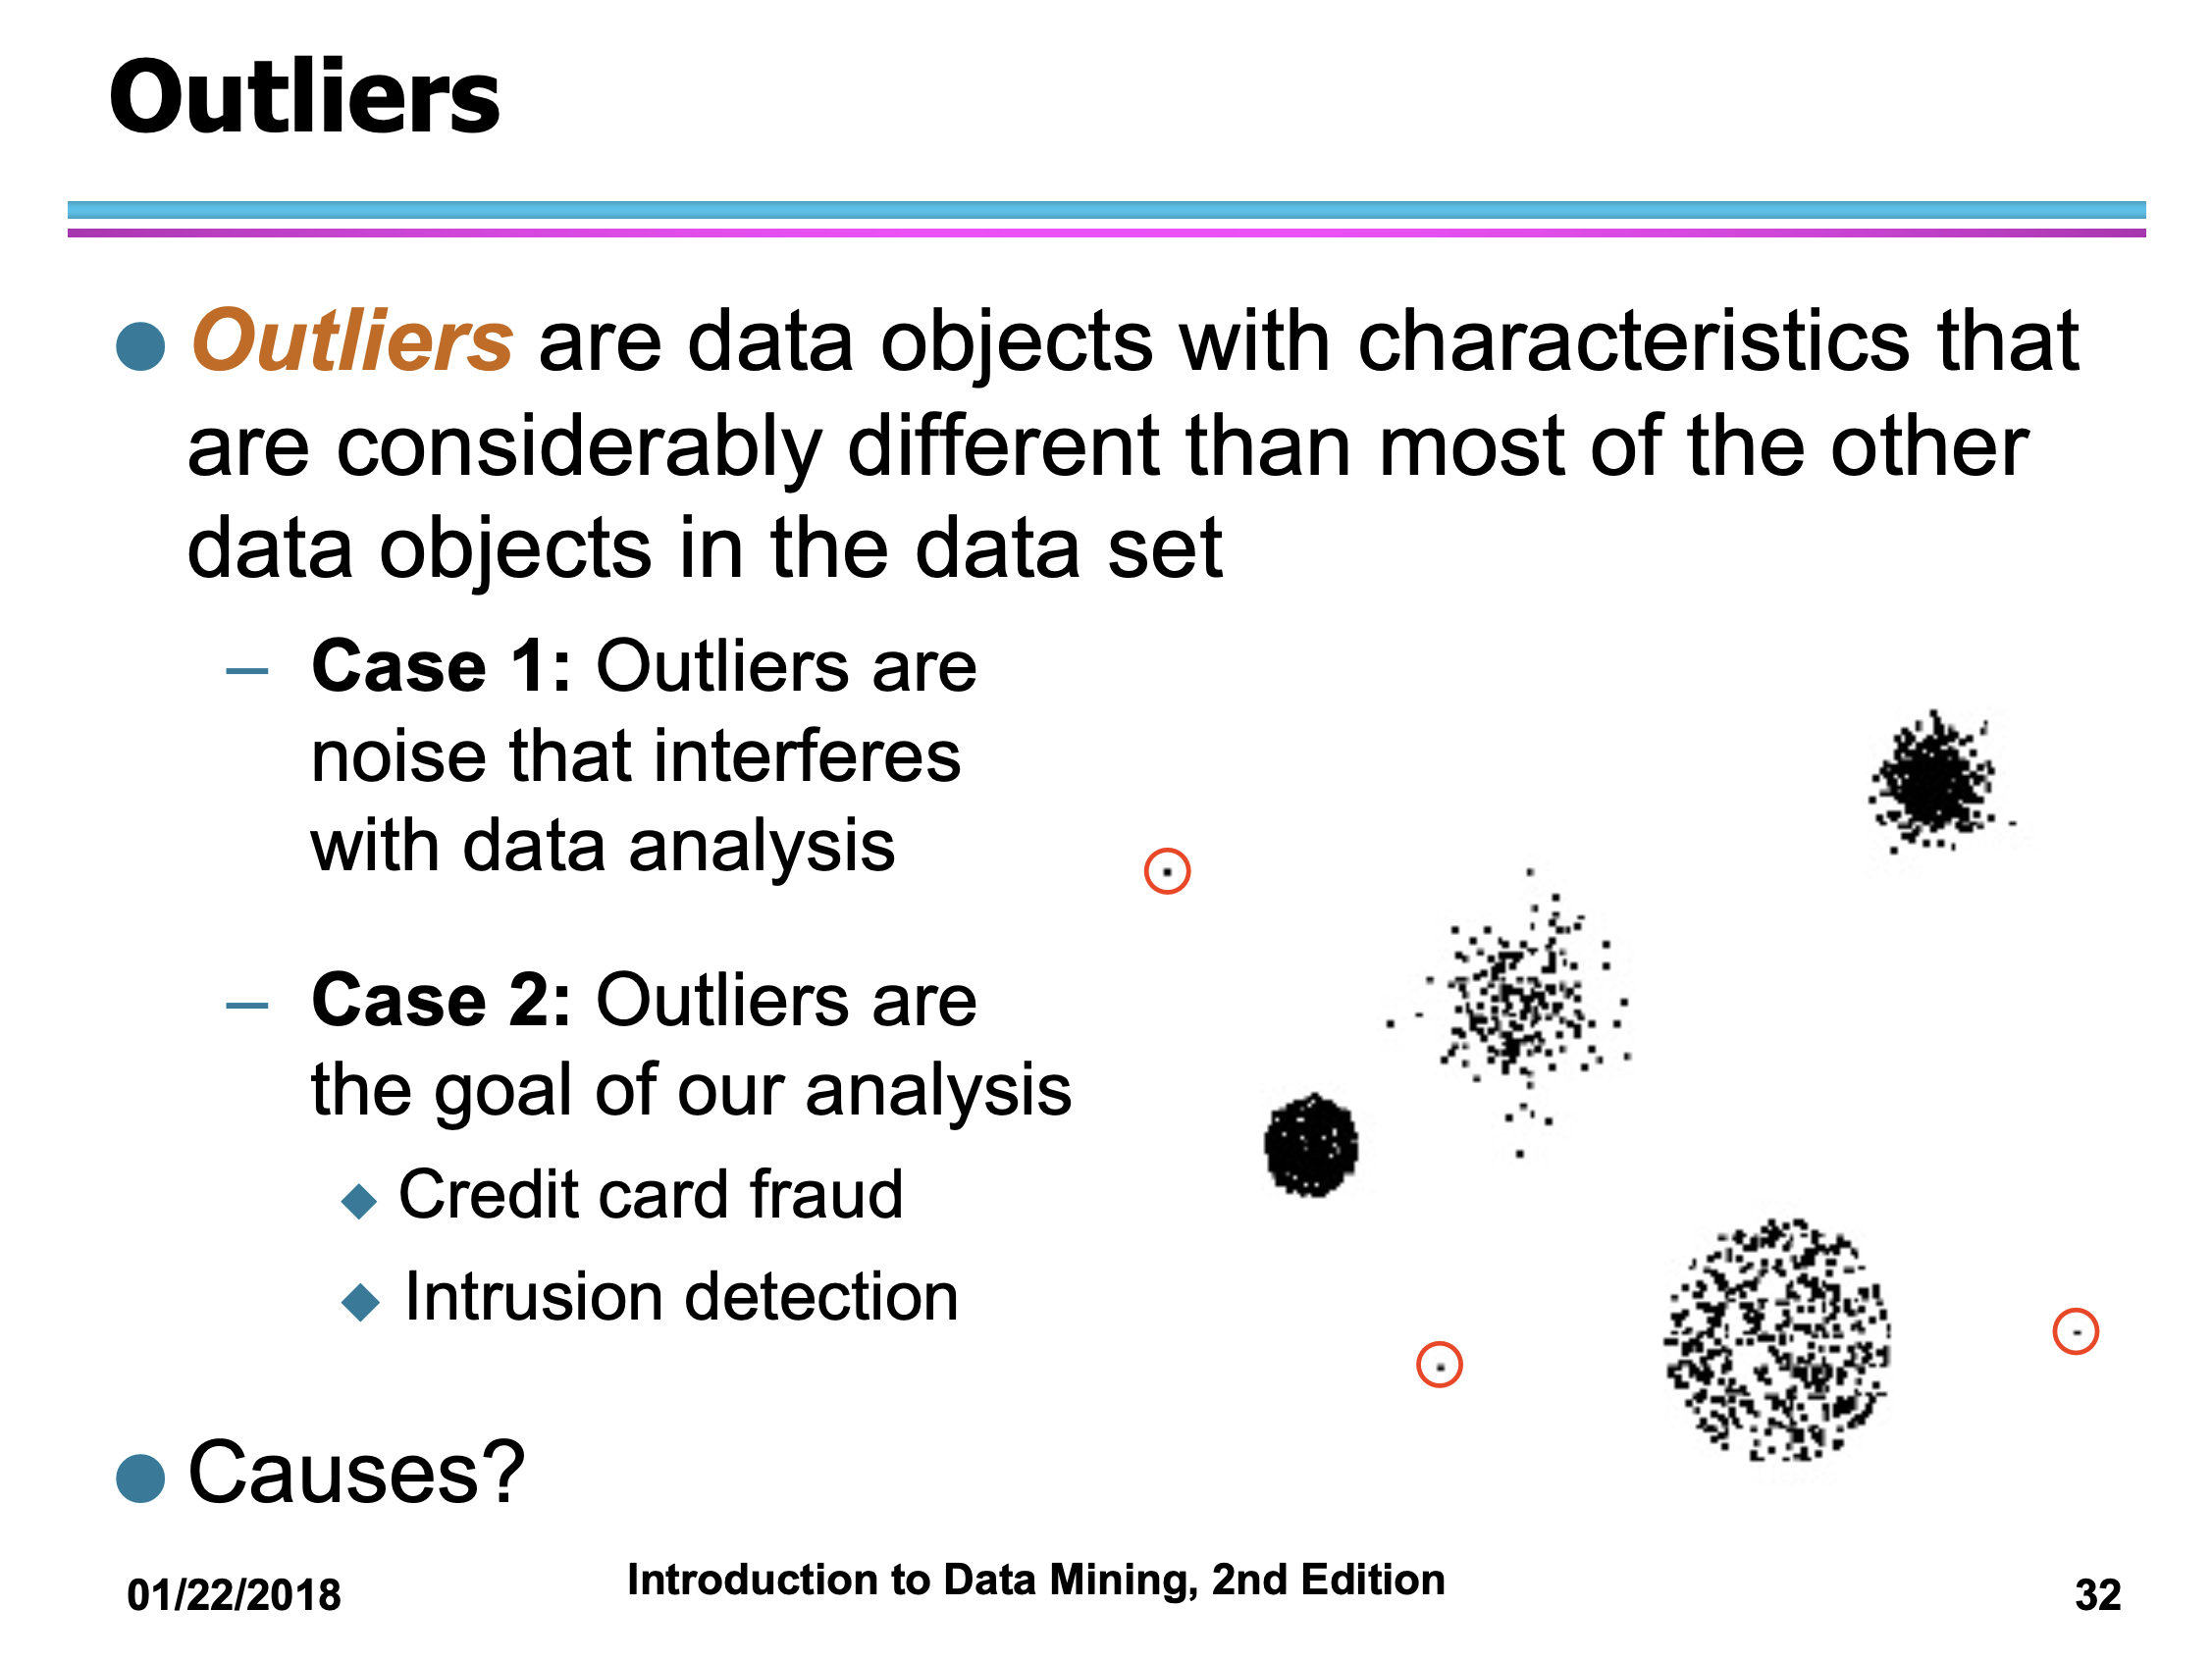 Outliers
Outliers are data objects with characteristics that
are considerably different than most of the other
data objects in the data set
– Case 1: Outliers are
noise that interferes
with data analysis
– Case 2: Outliers are
the goal of our analysis
Credit card fraud
Intrusion detection
Causes?
01/22/2018
Introduction to Data Mining, 2nd Edition
32